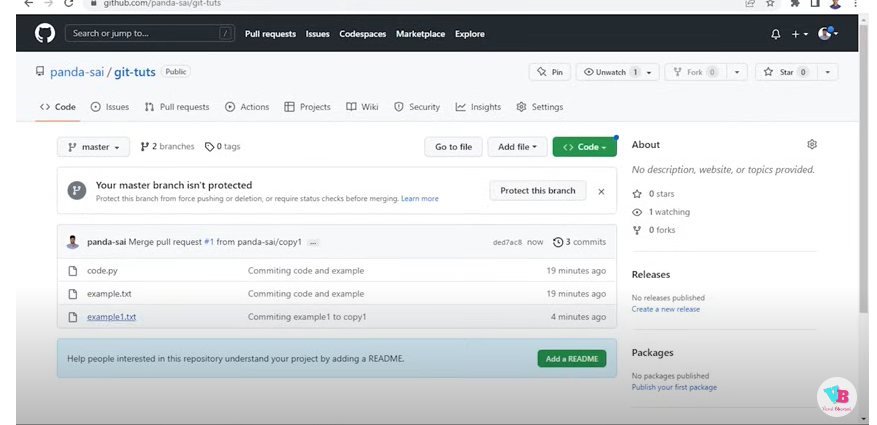 github.com/panda-sai/git-tuts
Search or jump to... / Pull requests Issues Codespaces Marketplace Explore
panda-sai / git-tuts Public Pin Unwatch 1 Fork 0 Star 0
Code Issues Pull requests Actions Projects Wiki Security Insights Settings
master 2 branches 0 tags Go to file Add file Code
Your master branch isn't protected
Protect this branch from force pushing or deletion, or require status checks before merging. Learn more
Protect this branch
panda-sai Merge pull request #1 from panda-sai/copy1 ... ded7ac8 now 3 commits
code.py Commiting code and example 19 minutes ago
example.txt Commiting code and example 19 minutes ago
example1.txt Commiting example1 to copy1 4 minutes ago
Help people interested in this repository understand your project by adding a README. Add a README
About
No description, website, or topics provided.
0 stars
1 watching
0 forks
Releases
No releases published
Create a new release
Packages
No packages published
Publish your first package
VB